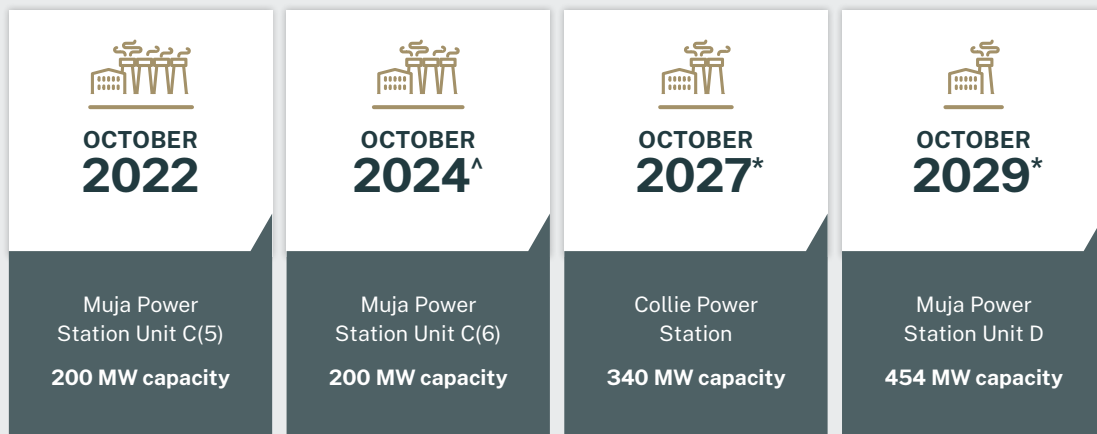 OCTOBER
2022
Muja Power
Station Unit C(5)
200 MW capacity
OCTOBER
2024^
Muja Power
Station Unit C(6)
200 MW capacity
OCTOBER
2027*
Collie Power
Station
340 MW capacity
OCTOBER
2029*
Muja Power
Station Unit D
454 MW capacity